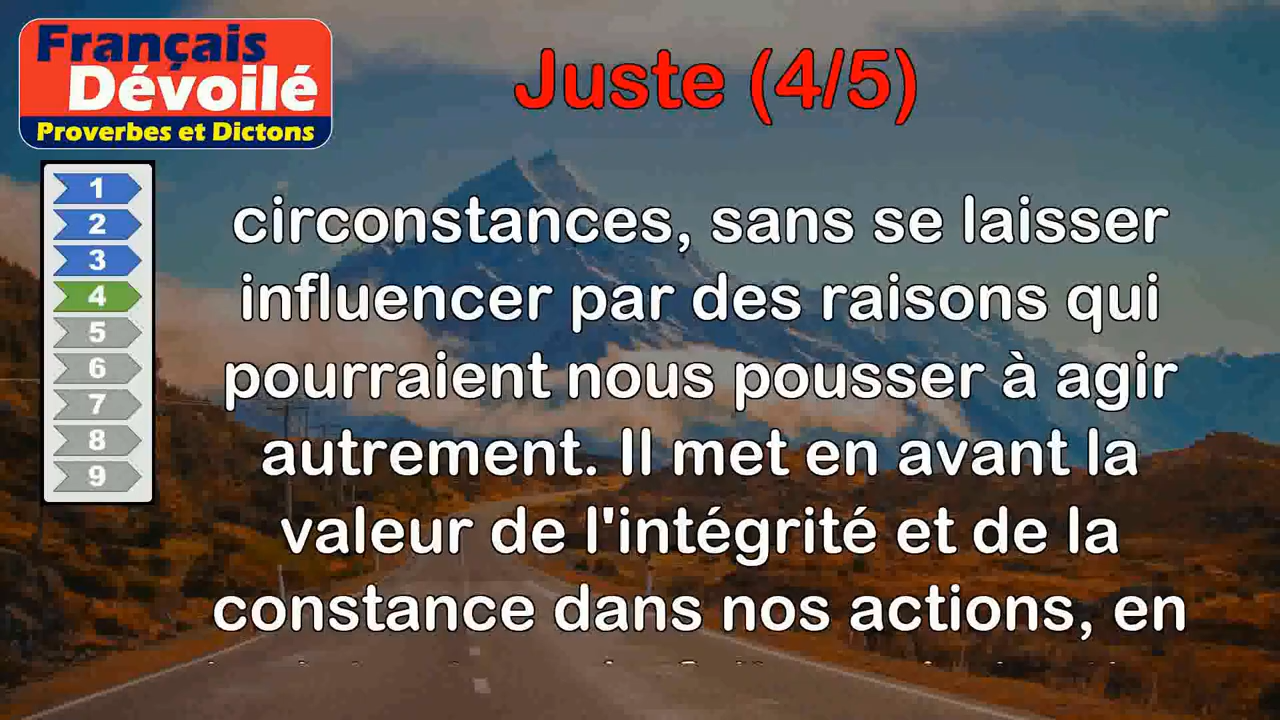 Français
Dévoilé
Proverbes et Dictons
Juste (4/5)
1
2
3
4
5
6
7
8
9
circonstances, sans se laisser
influencer par des raisons qui
pourraient nous pousser à agir
autrement. Il met en avant la
valeur de l'intégrité et de la
constance dans nos actions, en